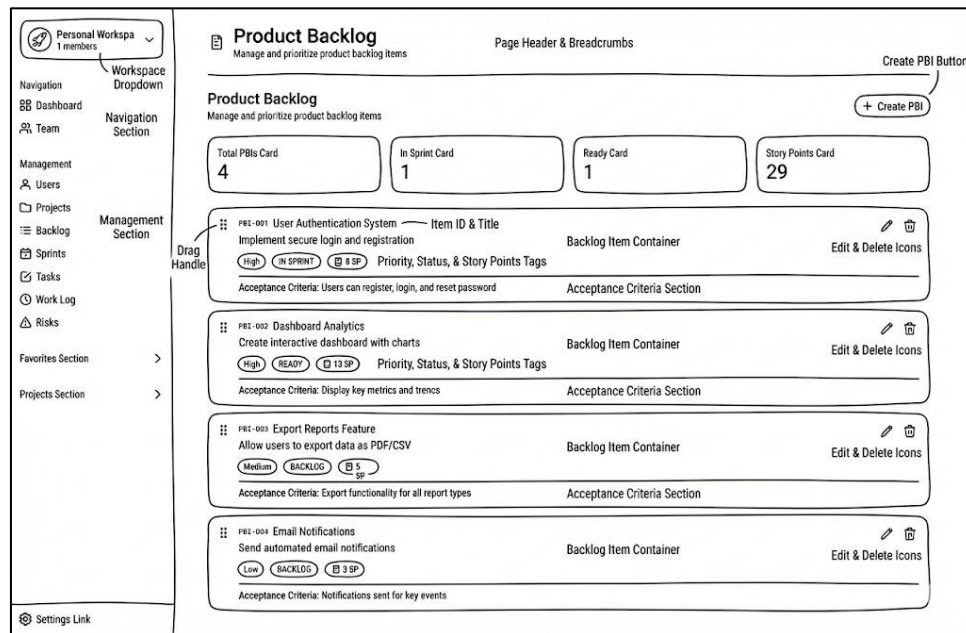 Personal Workspa
1 members
Workspace
Dropdown
Navigation
Dashboard
Team
Navigation
Section
Management
Users
Projects
Backlog
Sprints
Tasks
Work Log
Risks
Management
Section
Favorites Section
Projects Section
Settings Link
Product Backlog
Manage and prioritize product backlog items
Page Header & Breadcrumbs
Create PBI Button
Product Backlog
Manage and prioritize product backlog items
+ Create PBI
Total PBIs Card
4
In Sprint Card
1
Ready Card
1
Story Points Card
29
Drag
Handle
PBI-001 User Authentication System
Item ID & Title
Implement secure login and registration
Backlog Item Container
Edit & Delete Icons
High IN SPRINT 8 SP
Priority, Status, & Story Points Tags
Acceptance Criteria: Users can register, login, and reset password
Acceptance Criteria Section
PBI-002 Dashboard Analytics
Create interactive dashboard with charts
Backlog Item Container
Edit & Delete Icons
High READY 13 SP
Priority, Status, & Story Points Tags
Acceptance Criteria: Display key metrics and trencs
Acceptance Criteria Section
PBI-003 Export Reports Feature
Allow users to export data as PDF/CSV
Backlog Item Container
Edit & Delete Icons
Medium BACKLOG 5
SP
Acceptance Criteria: Export functionality for all report types
Acceptance Criteria Section
PBI-004 Email Notifications
Send automated email notifications
Backlog Item Container
Edit & Delete Icons
Low BACKLOG 3 SP
Acceptance Criteria: Notifications sent for key events